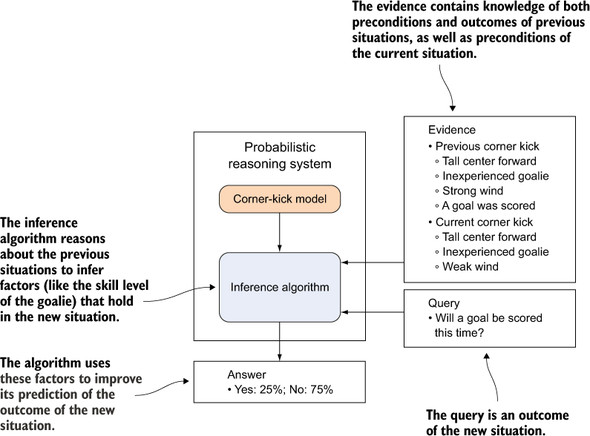 The evidence contains knowledge of both
preconditions and outcomes of previous
situations, as well as preconditions of
the current situation.
Probabilistic
reasoning system
Corner-kick model
Inference algorithm
Evidence
• Previous corner kick
◦ Tall center forward
◦ Inexperienced goalie
◦ Strong wind
◦ A goal was scored
• Current corner kick
◦ Tall center forward
◦ Inexperienced goalie
◦ Weak wind
The inference
algorithm reasons
about the previous
situations to infer
factors (like the skill level
of the goalie) that hold
in the new situation.
Query
• Will a goal be scored
this time?
The algorithm uses
these factors to improve
its prediction of the
outcome of the new
situation.
Answer
• Yes: 25%; No: 75%
The query is an outcome
of the new situation.